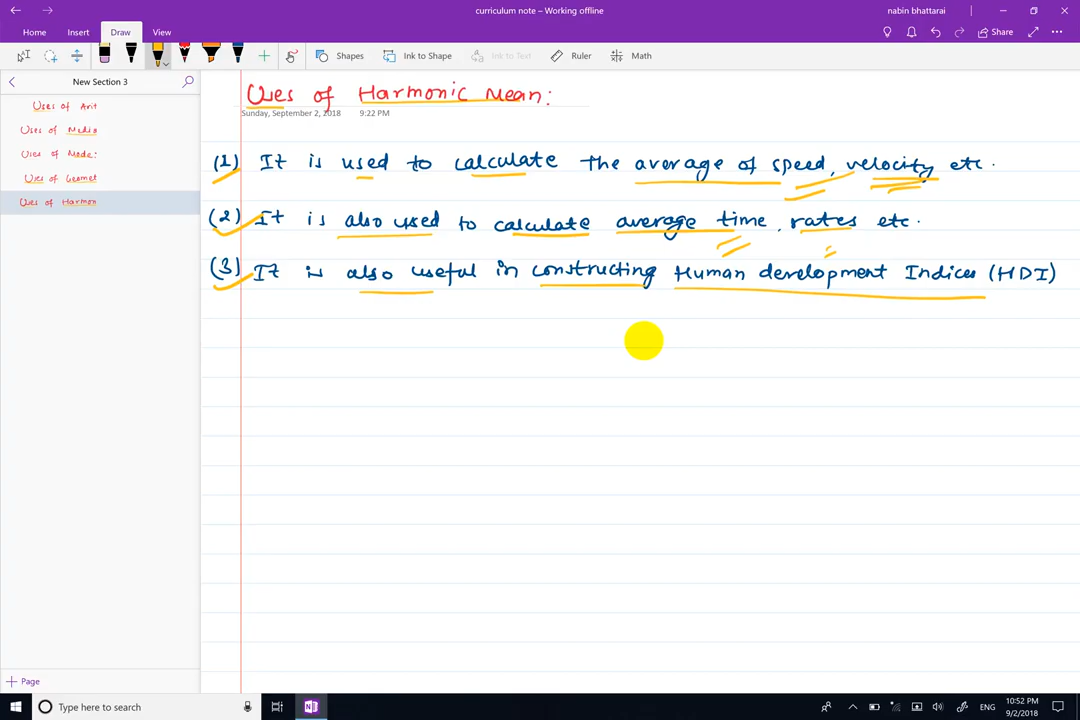 curriculum note – Working offline
nabin bhattarai
Home Insert Draw View
Share
Shapes Ink to Shape Ink to Text Ruler Math
New Section 3
Uses of Arit
Uses of Media
Uses of Mode:
Uses of Geomet
Uses of Harmon
Uses of Harmonic Mean:
Sunday, September 2, 2018 9:22 PM
(1) It is used to calculate the average of speed, velocity etc.
(2) It is also used to calculate average time, rates etc.
(3) It is also useful in constructing Human development Indices (HDI)
+ Page
Type here to search
ENG
10:52 PM
9/2/2018